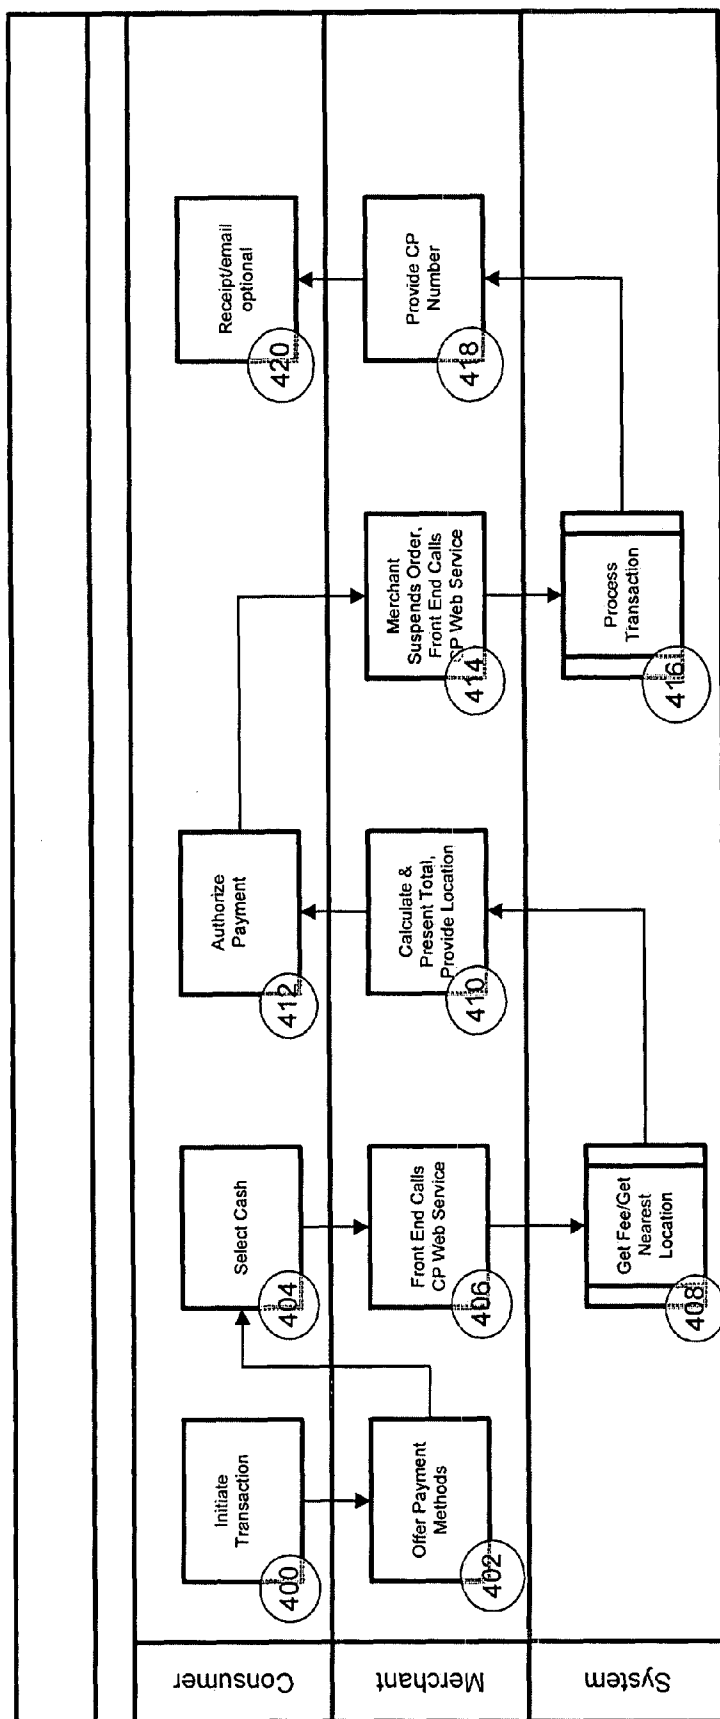 Consumer
Initiate
Transaction
400
Select Cash
404
Authorize
Payment
412
Receipt/email
optional
420
Merchant
Offer Payment
Methods
402
Front End Calls
CP Web Service
406
Calculate &
Present Total,
Provide Location
410
Merchant
Suspends Order,
Front End Calls
CP Web Service
414
Provide CP
Number
418
System
Get Fee/Get
Nearest
Location
408
Process
Transaction
416